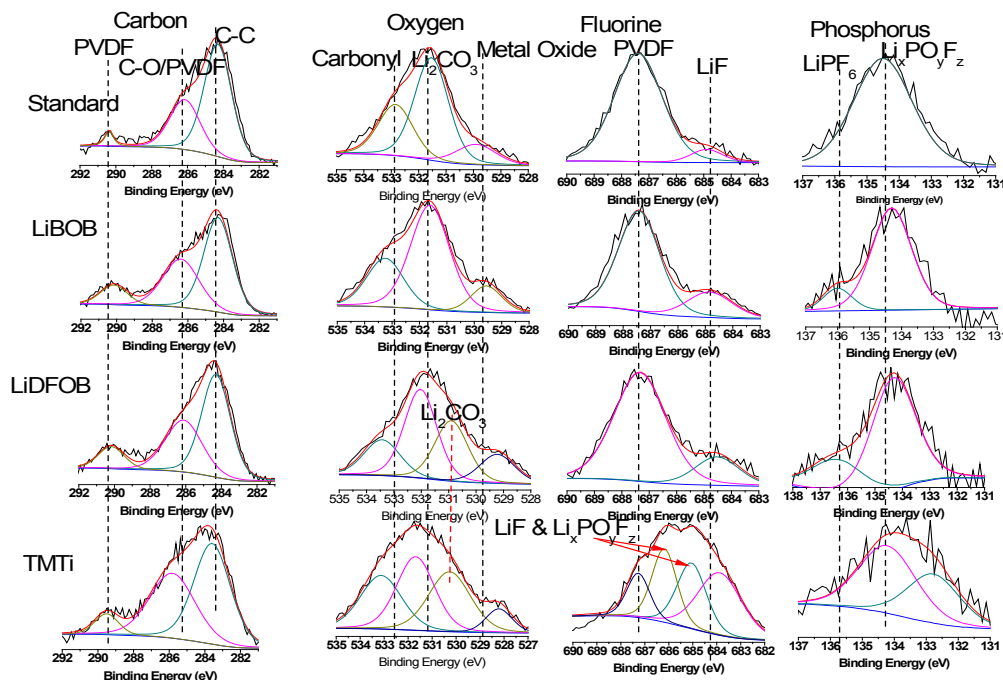 Carbon
Oxygen
Fluorine
Phosphorus
PVDF
C-C
C-O/PVDF
Carbonyl
Li2CO3
Metal Oxide
PVDF
LiF
LiPF6
LixPOyFz
Standard
292 290 288 286 284 282
Binding Energy (eV)
535 534 533 532 531 530 529 528
Binding Energy (eV)
690 689 688 687 686 685 684 683
Binding Energy (eV)
137 136 135 134 133 132 131
Binding Energy (eV)
LiBOB
292 290 288 286 284 282
Binding Energy (eV)
535 534 533 532 531 530 529 528
Binding Energy (eV)
690 689 688 687 686 685 684 683
Binding Energy (eV)
137 136 135 134 133 132 131
Binding Energy (eV)
LiDFOB
Li2CO3
292 290 288 286 284 282
Binding Energy (eV)
535 534 533 532 531 530 529 528
Binding Energy (eV)
690 689 688 687 686 685 684 683
Binding Energy (eV)
138 137 136 135 134 133 132 131
Binding Energy (eV)
TMTi
LiF & LixPOyFz
292 290 288 286 284 282
Binding Energy (eV)
535 534 533 532 531 530 529 528 527
Binding Energy (eV)
690 689 688 687 686 685 684 683 682
Binding Energy (eV)
137 136 135 134 133 132 131
Binding Energy (eV)